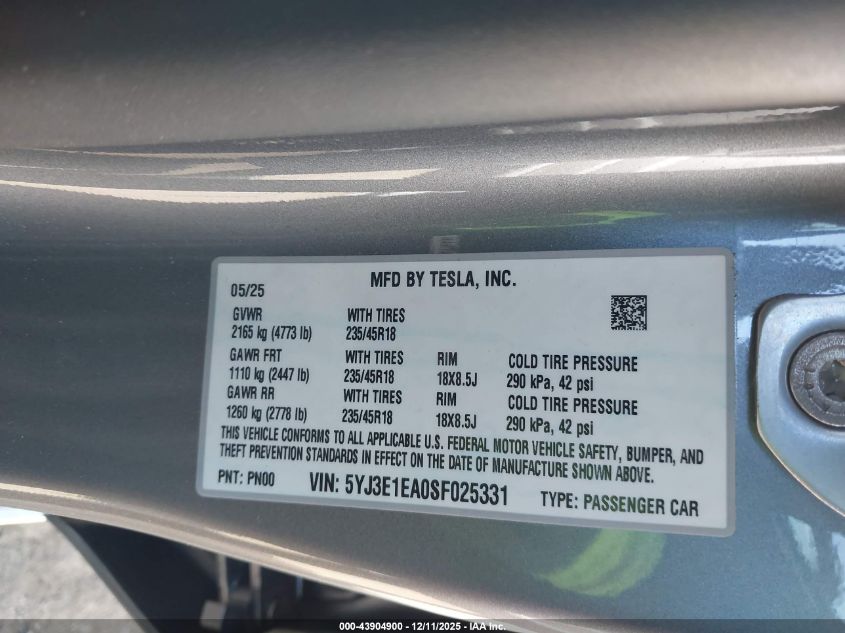 MFD BY TESLA, INC.
05/25
GVWR WITH TIRES
2165 kg (4773 lb) 235/45R18
GAWR FRT WITH TIRES RIM COLD TIRE PRESSURE
1110 kg (2447 lb) 235/45R18 18X8.5J 290 kPa, 42 psi
GAWR RR WITH TIRES RIM COLD TIRE PRESSURE
1260 kg (2778 lb) 235/45R18 18X8.5J 290 kPa, 42 psi
THIS VEHICLE CONFORMS TO ALL APPLICABLE U.S. FEDERAL MOTOR VEHICLE SAFETY, BUMPER, AND
THEFT PREVENTION STANDARDS IN EFFECT ON THE DATE OF MANUFACTURE SHOWN ABOVE.
PNT: PN00 VIN: 5YJ3E1EA0SF025331 TYPE: PASSENGER CAR
000-43904900 - 12/11/2025 - IAA Inc.